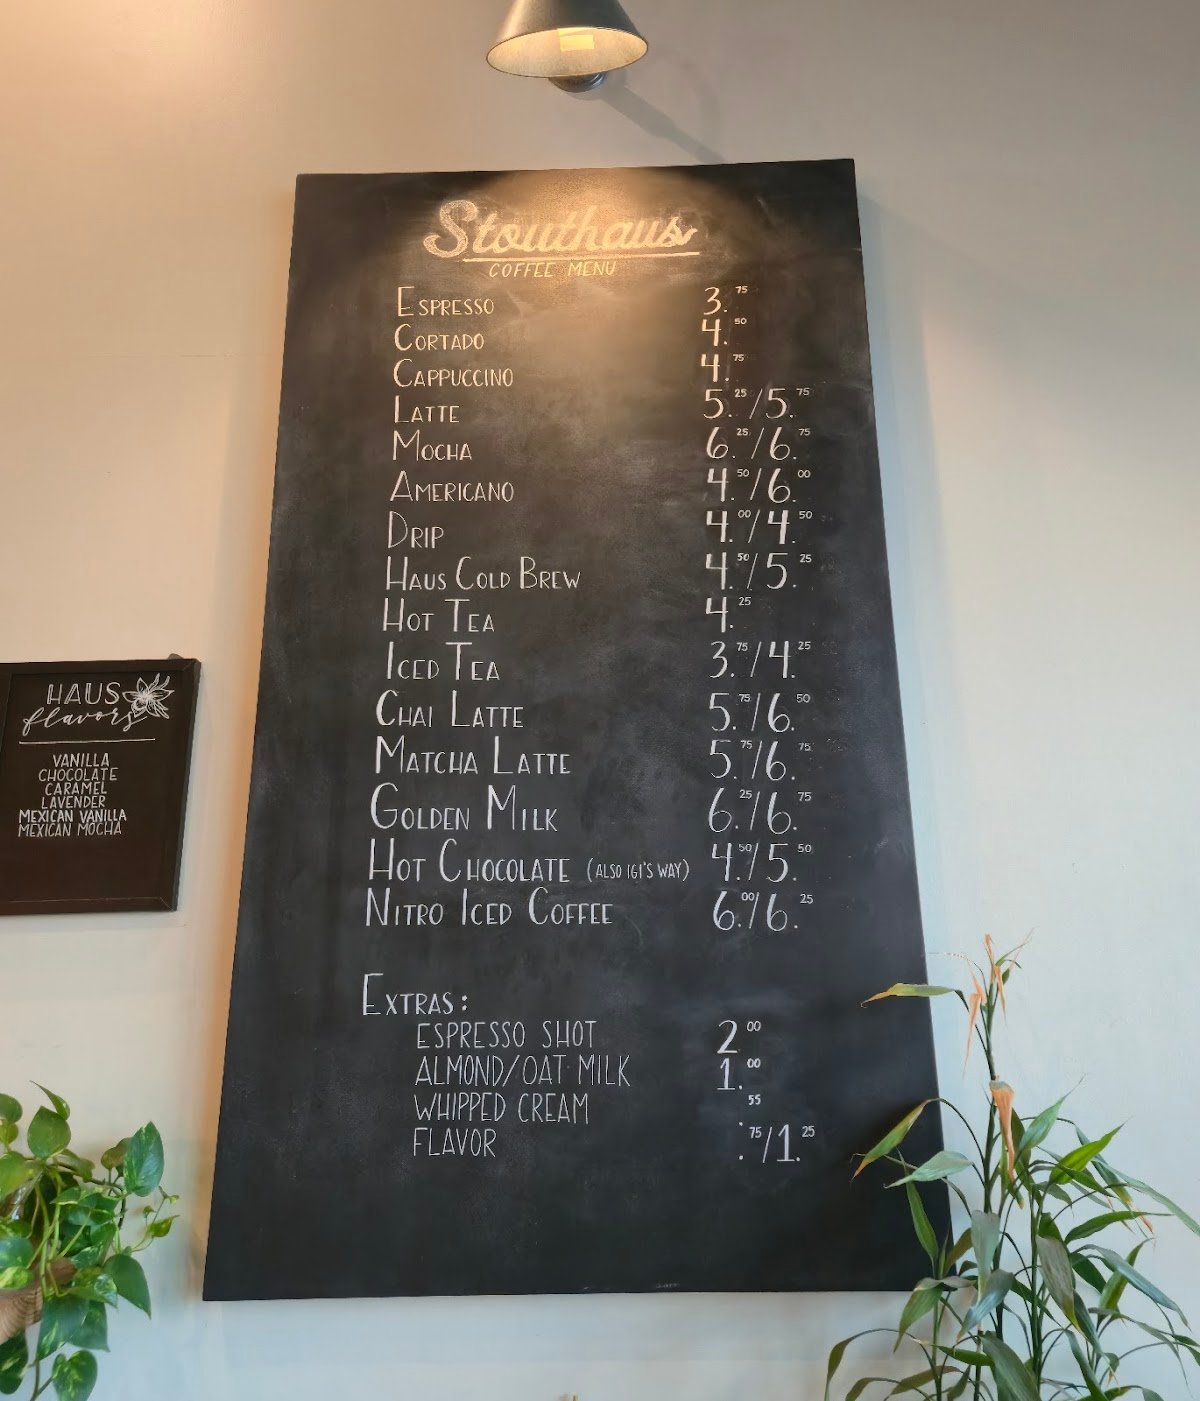 Stouthaus
COFFEE MENU
ESPRESSO 3.75
CORTADO 4.50
CAPPUCCINO 4.75
LATTE 5.25/5.75
MOCHA 6.25/6.75
AMERICANO 4.50/6.00
DRIP 4.00/4.50
HAUS COLD BREW 4.50/5.25
HOT TEA 4.25
ICED TEA 3.75/4.25
CHAI LATTE 5.75/6.50
MATCHA LATTE 5.75/6.75
GOLDEN MILK 6.25/6.75
HOT CHOCOLATE (ALSO IGI'S WAY) 4.50/5.50
NITRO ICED COFFEE 6.00/6.25
EXTRAS:
ESPRESSO SHOT 2.00
ALMOND/OAT MILK 1.00
WHIPPED CREAM .55
FLAVOR .75/1.25
HAUS
flavors
VANILLA
CHOCOLATE
CARAMEL
LAVENDER
MEXICAN VANILLA
MEXICAN MOCHA